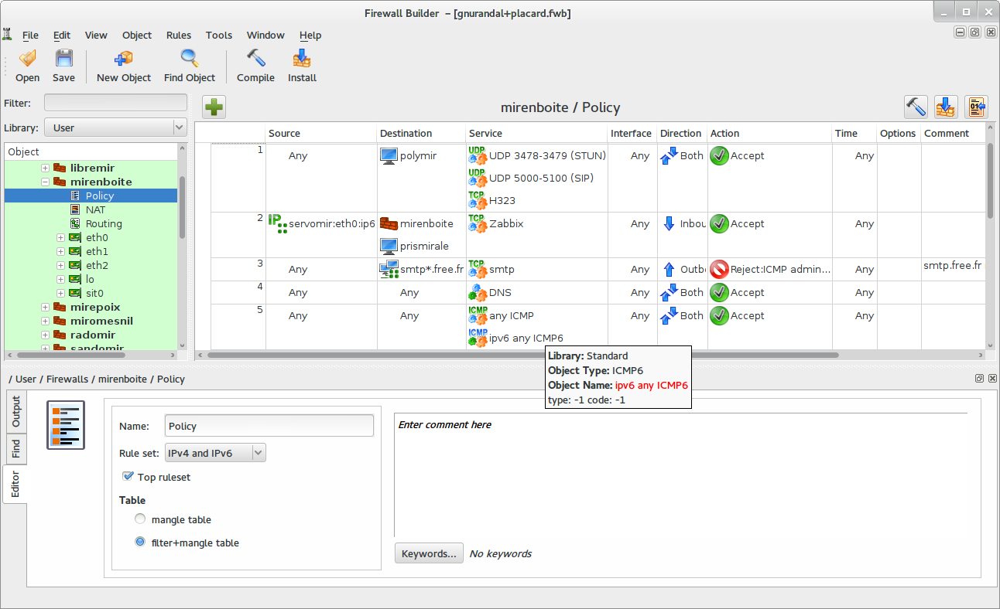 Firewall Builder – [gnurandal+placard.fwb]
File Edit View Object Rules Tools Window Help
Open Save New Object Find Object Compile Install
Filter:
Library: User
mirenboite / Policy
Object
libremir
mirenboite
Policy
NAT
Routing
eth0
eth1
eth2
lo
sit0
mirepoix
miromesnil
radomir
sandomir
Source Destination Service Interface Direction Action Time Options Comment
1 Any polymir UDP UDP 3478-3479 (STUN) Any Both Accept Any
UDP UDP 5000-5100 (SIP)
TCP H323
2 IP servomir:eth0:ip6 mirenboite TCP Zabbix Any Inbou Accept Any
prismirale
3 Any smtp*.free.fr TCP smtp Any Outbo Reject:ICMP admin... Any smtp.free.fr
4 Any Any DNS Any Both Accept Any
5 Any Any ICMP any ICMP Any Both Accept Any
ICMP ipv6 any ICMP6
Library: Standard
Object Type: ICMP6
Object Name: ipv6 any ICMP6
type: -1 code: -1
/ User / Firewalls / mirenboite / Policy
Output
Find
Editor
Name: Policy
Rule set: IPv4 and IPv6
Top ruleset
Table
mangle table
filter+mangle table
Enter comment here
Keywords... No keywords